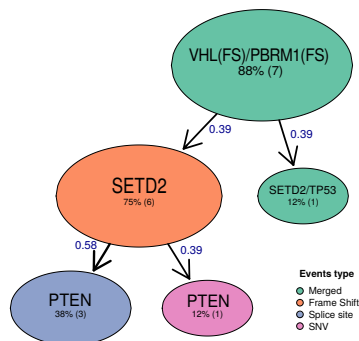 VHL(FS)/PBRM1(FS)
88% (7)
0.39
0.39
SETD2
75% (6)
SETD2/TP53
12% (1)
0.58
0.39
PTEN
38% (3)
PTEN
12% (1)
Events type
Merged
Frame Shift
Splice site
SNV